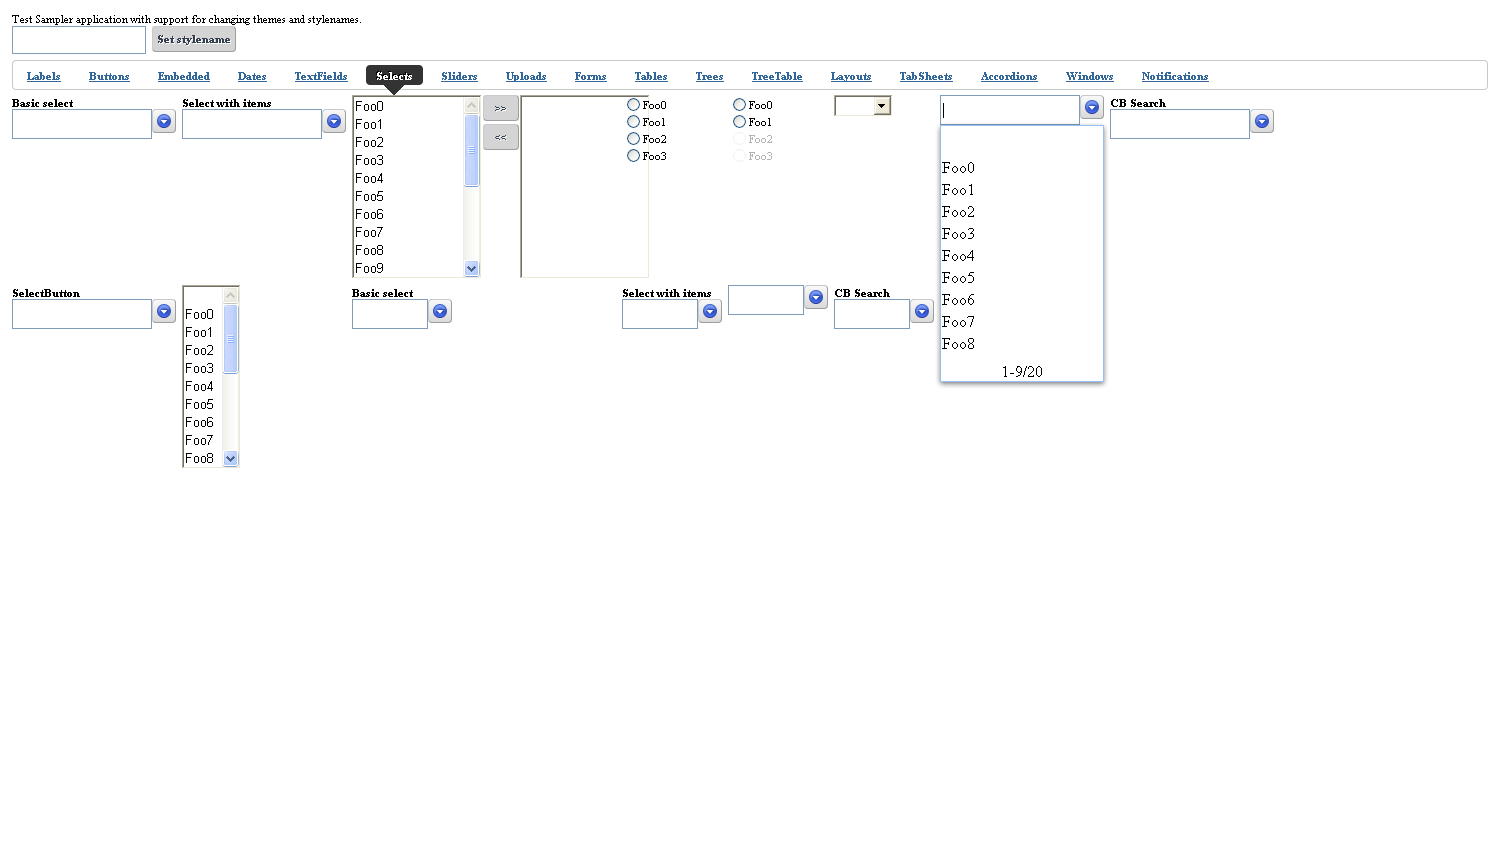 Test Sampler application with support for changing themes and stylenames.
Set stylename
Labels Buttons Embedded Dates TextFields Selects Sliders Uploads Forms Tables Trees TreeTable Layouts TabSheets Accordions Windows Notifications
Basic select
Select with items
Foo0
Foo1
Foo2
Foo3
Foo4
Foo5
Foo6
Foo7
Foo8
Foo9
>>
<<
Foo0
Foo1
Foo2
Foo3
Foo0
Foo1
Foo2
Foo3
Foo0
Foo1
Foo2
Foo3
Foo4
Foo5
Foo6
Foo7
Foo8
1-9/20
CB Search
SelectButton
Foo0
Foo1
Foo2
Foo3
Foo4
Foo5
Foo6
Foo7
Foo8
Basic select
Select with items
CB Search